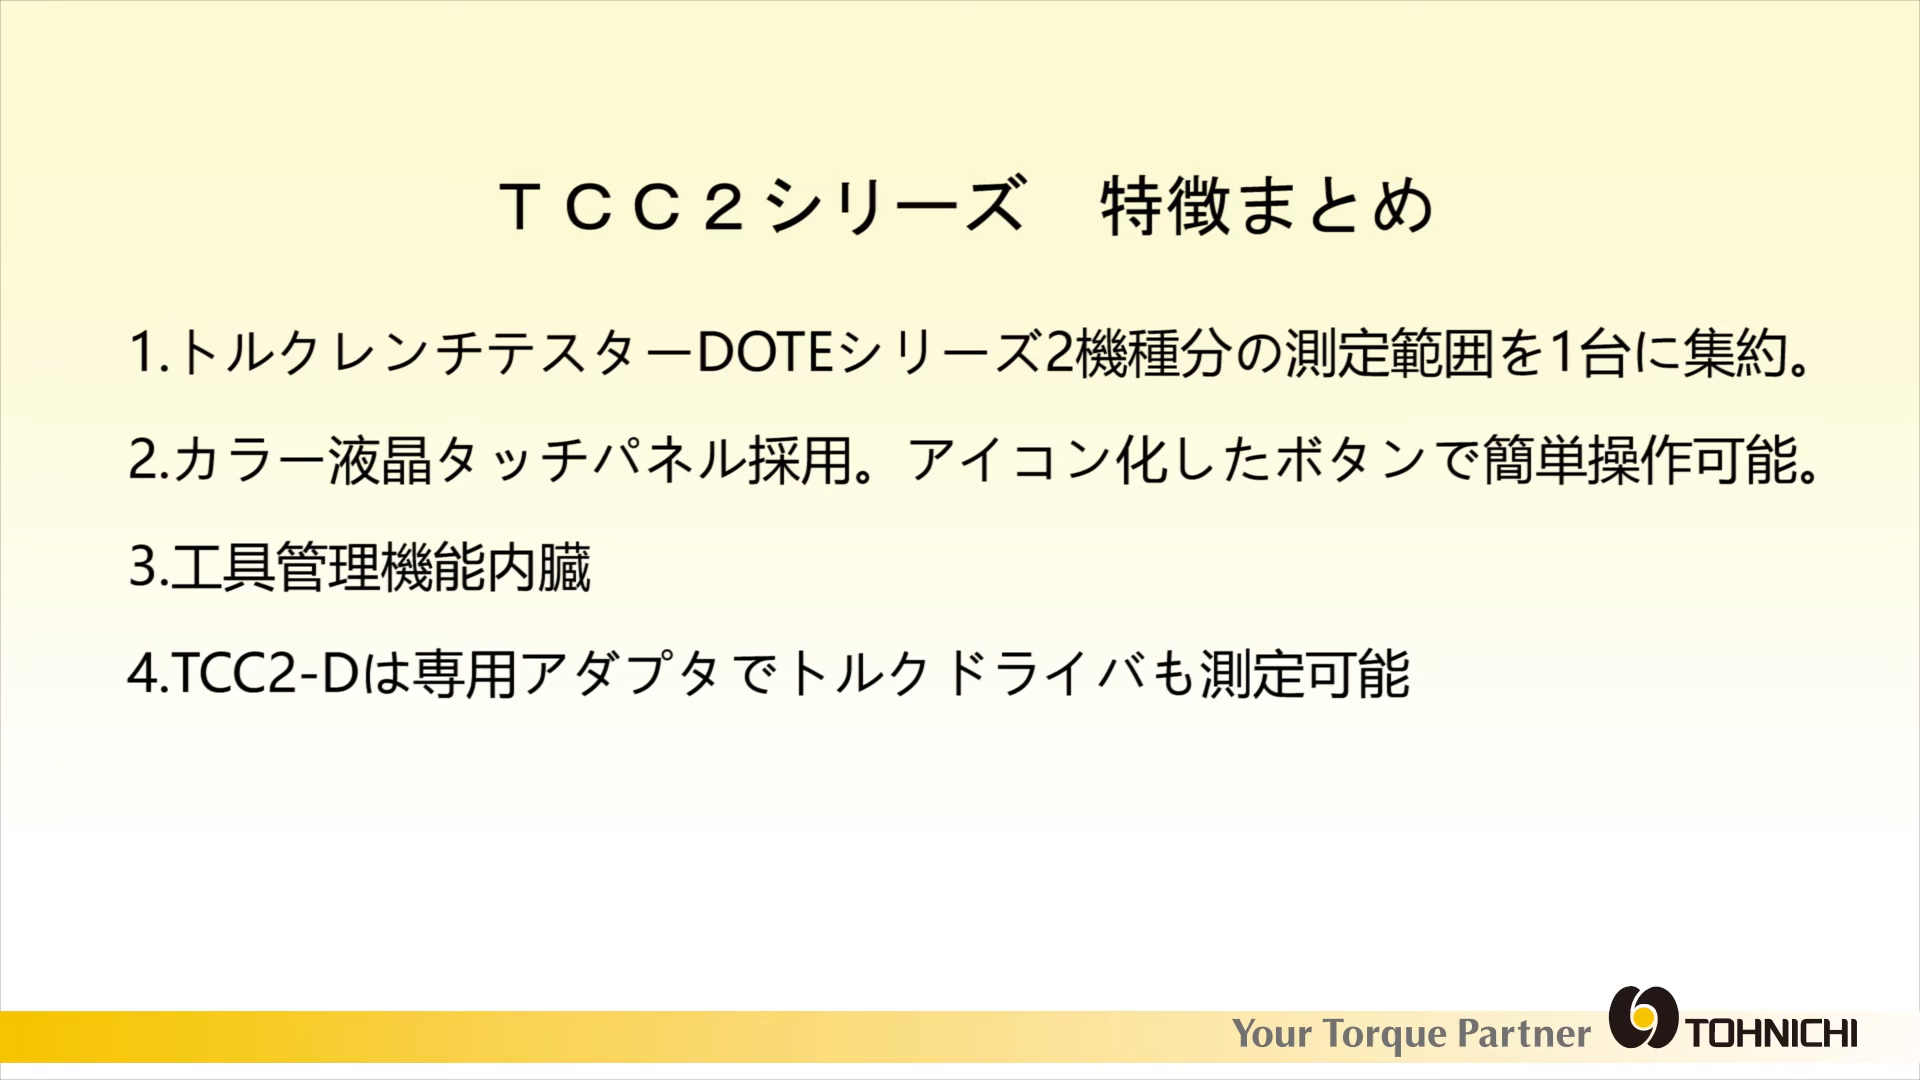 ＴＣＣ２シリーズ　特徴まとめ
1.トルクレンチテスターDOTEシリーズ2機種分の測定範囲を1台に集約。
2.カラー液晶タッチパネル採用。アイコン化したボタンで簡単操作可能。
3.工具管理機能内臓
4.TCC2-Dは専用アダプタでトルクドライバも測定可能
Your Torque Partner TOHNICHI